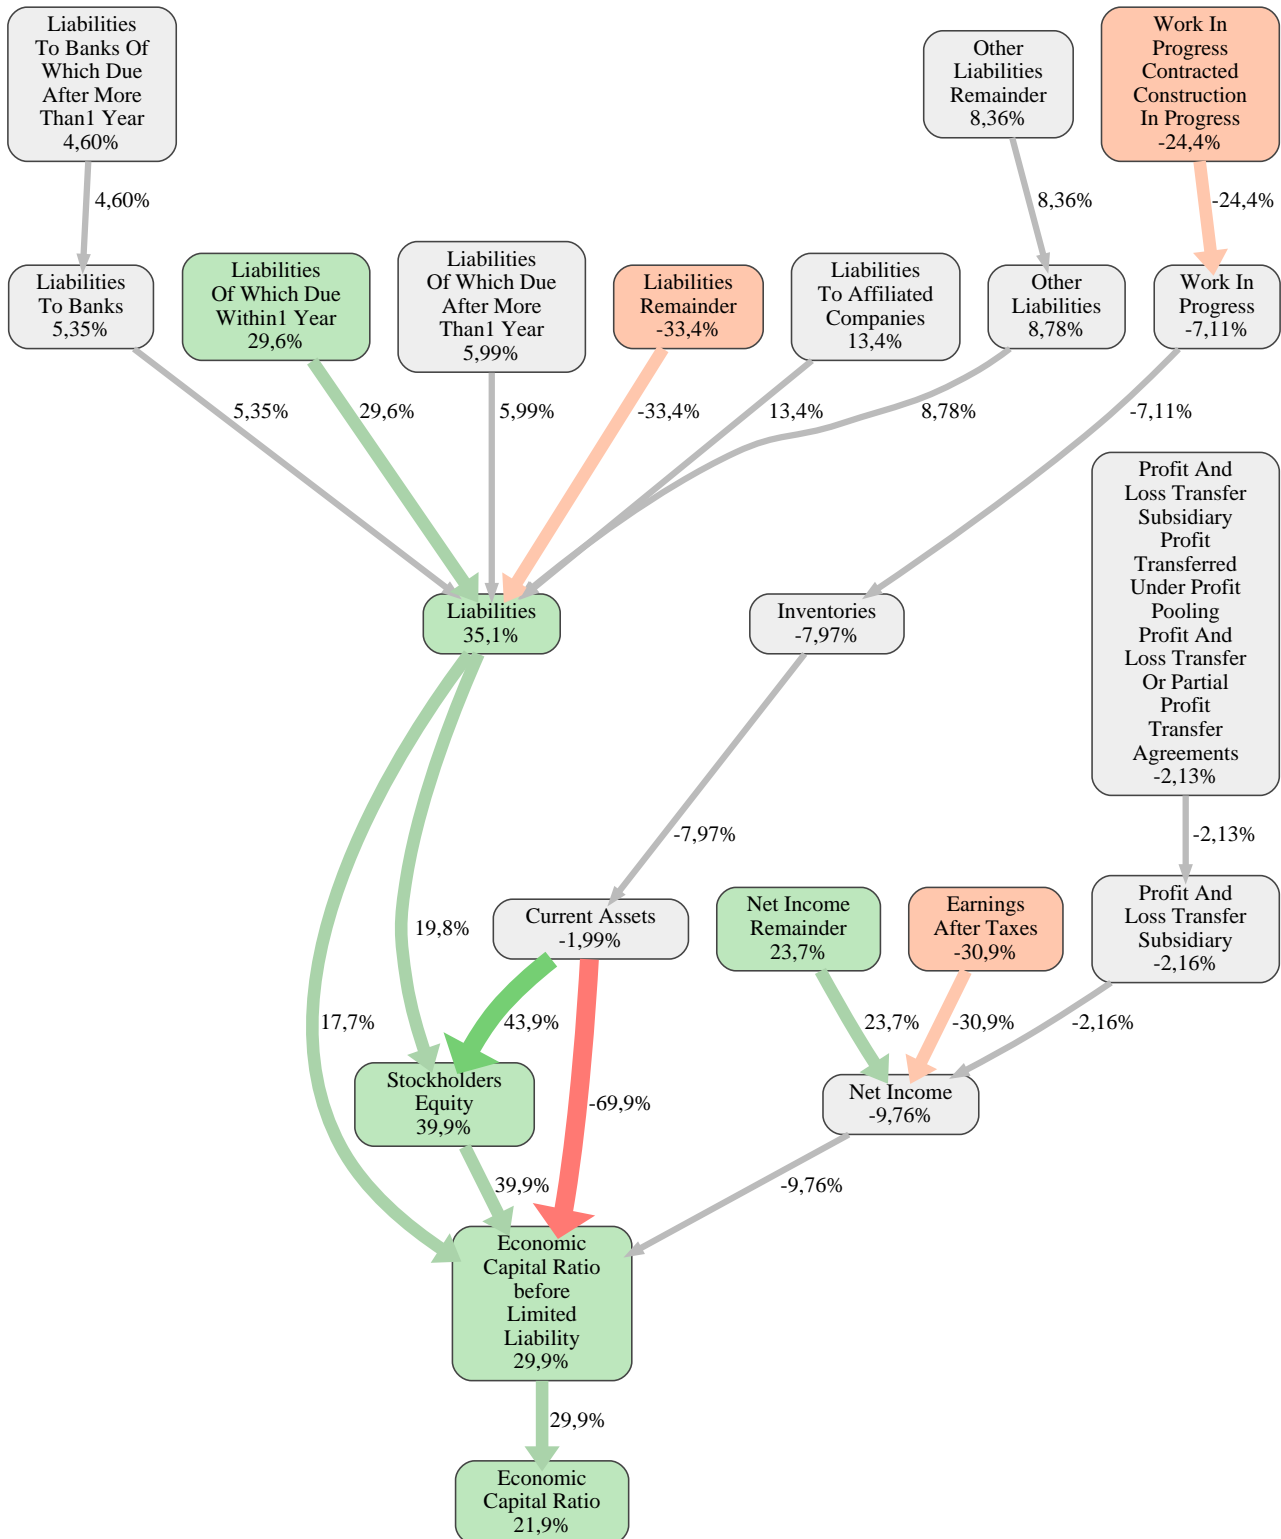 Liabilities
To Banks Of
Which Due
After More
Than1 Year
4,60%
Other
Liabilities
Remainder
8,36%
Work In
Progress
Contracted
Construction
In Progress
-24,4%
4,60%
8,36%
-24,4%
Liabilities
To Banks
5,35%
Liabilities
Of Which Due
Within1 Year
29,6%
Liabilities
Of Which Due
After More
Than1 Year
5,99%
Liabilities
Remainder
-33,4%
Liabilities
To Affiliated
Companies
13,4%
Other
Liabilities
8,78%
Work In
Progress
-7,11%
5,35%
29,6%
5,99%
-33,4%
13,4%
8,78%
-7,11%
Profit And
Loss Transfer
Subsidiary
Profit
Transferred
Under Profit
Pooling
Profit And
Loss Transfer
Or Partial
Profit
Transfer
Agreements
-2,13%
Liabilities
35,1%
Inventories
-7,97%
-7,97%
-2,13%
Current Assets
-1,99%
Net Income
Remainder
23,7%
Earnings
After Taxes
-30,9%
Profit And
Loss Transfer
Subsidiary
-2,16%
19,8%
17,7%
43,9%
23,7%
-30,9%
-2,16%
Stockholders
Equity
39,9%
-69,9%
Net Income
-9,76%
39,9%
-9,76%
Economic
Capital Ratio
before
Limited
Liability
29,9%
29,9%
Economic
Capital Ratio
21,9%